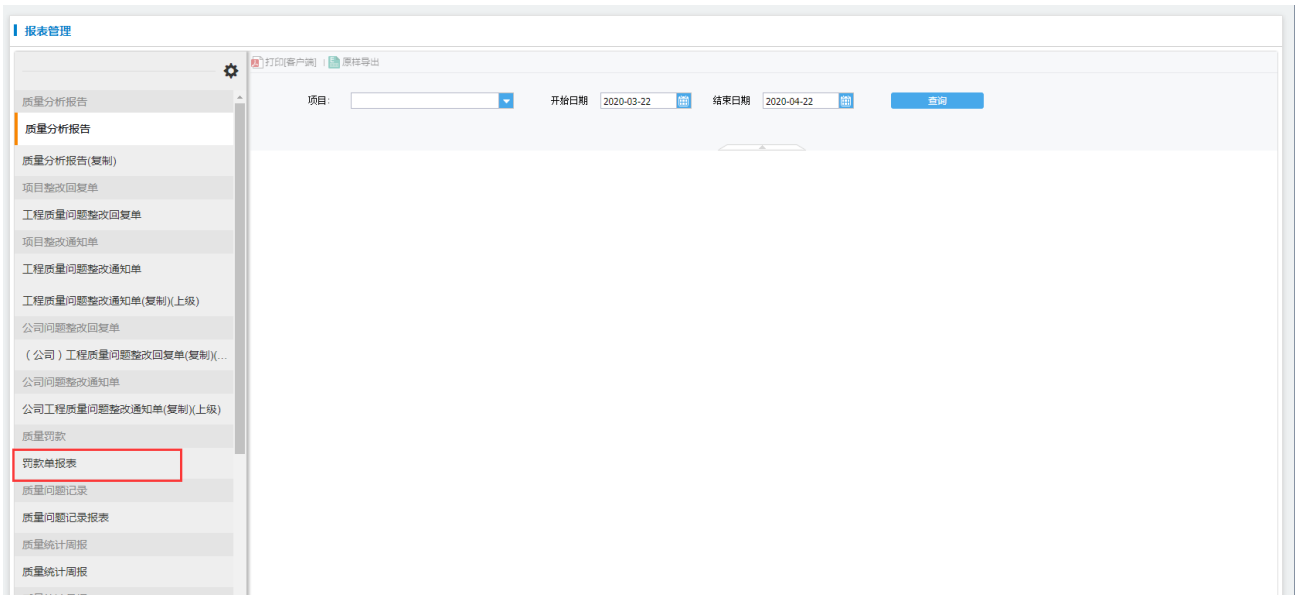 报表管理
打印[客户端] | 原样导出
项目: 开始日期 2020-03-22 结束日期 2020-04-22 查询
质量分析报告
质量分析报告
质量分析报告(复制)
项目整改回复单
工程质量问题整改回复单
项目整改通知单
工程质量问题整改通知单
工程质量问题整改通知单(复制)(上级)
公司问题整改回复单
（公司）工程质量问题整改回复单(复制)(...
公司问题整改通知单
公司工程质量问题整改通知单(复制)(上级)
质量罚款
罚款单报表
质量问题记录
质量问题记录报表
质量统计周报
质量统计周报